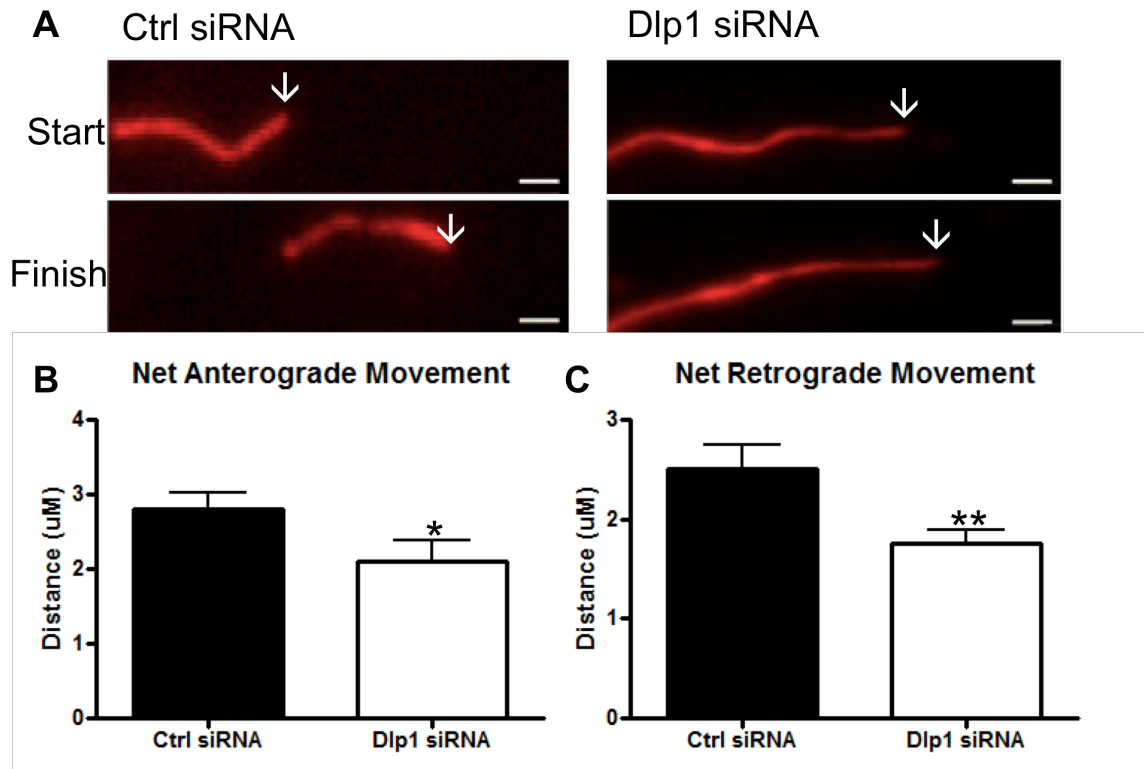 A Ctrl siRNA Dlp1 siRNA
Start
Finish
B Net Anterograde Movement
Distance (uM)
4
3
2
1
0
*
Ctrl siRNA Dlp1 siRNA
C Net Retrograde Movement
Distance (uM)
3
2
1
0
**
Ctrl siRNA Dlp1 siRNA